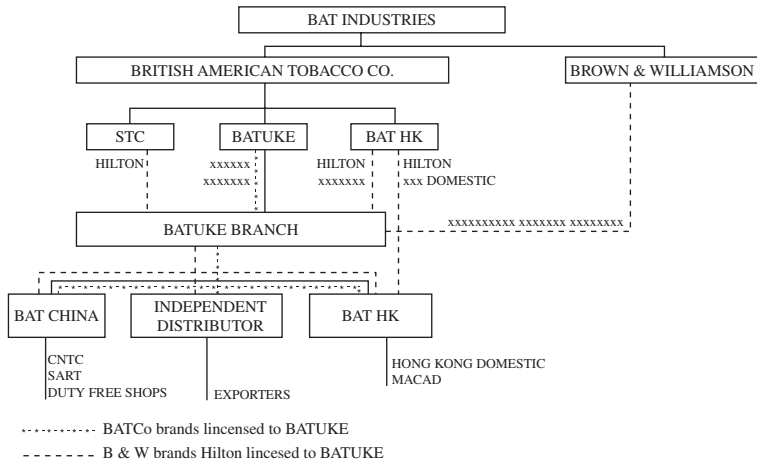 BAT INDUSTRIES
BRITISH AMERICAN TOBACCO CO.
BROWN & WILLIAMSON
STC
BATUKE
BAT HK
HILTON
xxxxxx
xxxxxxx
HILTON
xxxxxxx
HILTON
xxx DOMESTIC
BATUKE BRANCH
xxxxxxxxxx xxxxxxx xxxxxxxx
BAT CHINA
INDEPENDENT
DISTRIBUTOR
BAT HK
CNTC
SART
DUTY FREE SHOPS
EXPORTERS
HONG KONG DOMESTIC
MACAD
BATCo brands lincensed to BATUKE
B & W brands Hilton lincesed to BATUKE